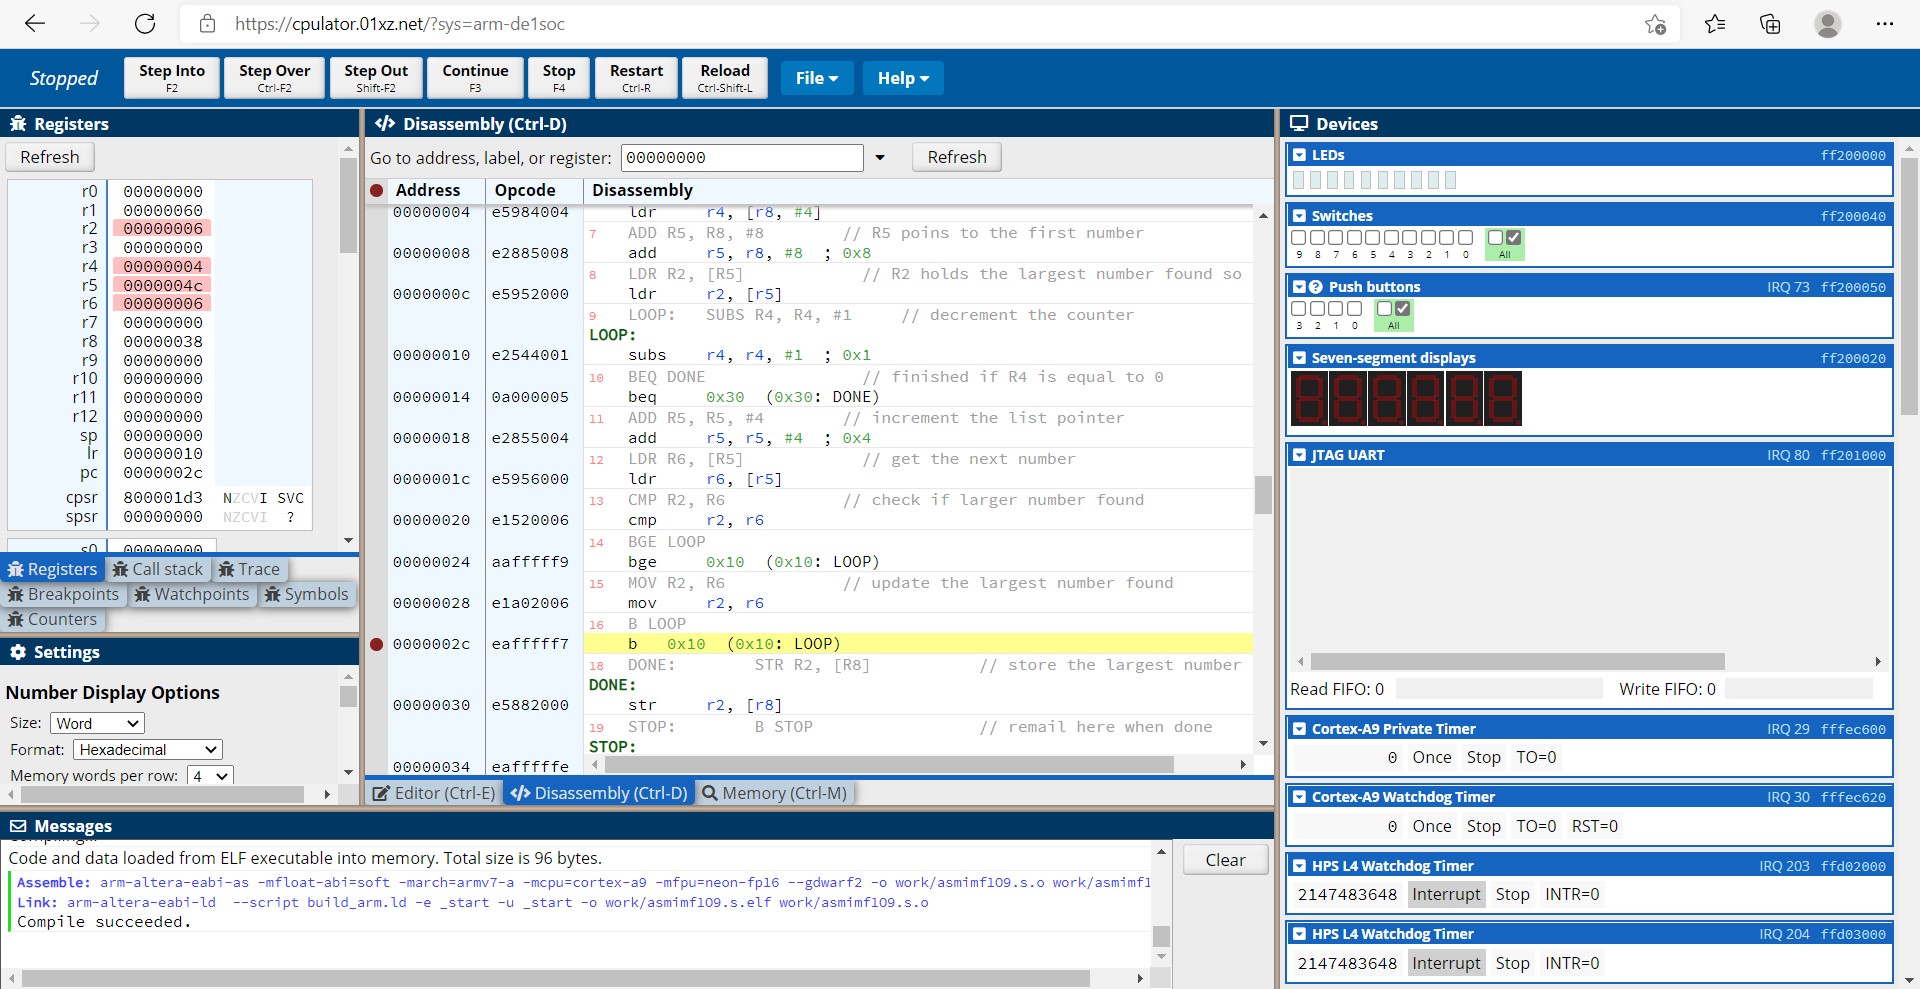 https://cpulator.01xz.net/?sys=arm-de1soc
Stopped
Step Into F2
Step Over Ctrl-F2
Step Out Shift-F2
Continue F3
Stop F4
Restart Ctrl-R
Reload Ctrl-Shift-L
File
Help
Registers
Refresh
r0 00000000
r1 00000060
r2 00000006
r3 00000000
r4 00000004
r5 0000004c
r6 00000006
r7 00000000
r8 00000038
r9 00000000
r10 00000000
r11 00000000
r12 00000000
sp 00000000
lr 00000010
pc 0000002c
cpsr 800001d3 NZCVI SVC
spsr 00000000 NZCVI ?
s0 00000000
Registers Call stack Trace
Breakpoints Watchpoints Symbols
Counters
Settings
Number Display Options
Size: Word
Format: Hexadecimal
Memory words per row: 4
Disassembly (Ctrl-D)
Go to address, label, or register: 00000000 Refresh
Address Opcode Disassembly
00000004 e5984004 ldr r4, [r8, #4]
7 ADD R5, R8, #8 // R5 poins to the first number
00000008 e2885008 add r5, r8, #8 ; 0x8
8 LDR R2, [R5] // R2 holds the largest number found so
0000000c e5952000 ldr r2, [r5]
9 LOOP: SUBS R4, R4, #1 // decrement the counter
LOOP:
00000010 e2544001 subs r4, r4, #1 ; 0x1
10 BEQ DONE // finished if R4 is equal to 0
00000014 0a000005 beq 0x30 (0x30: DONE)
11 ADD R5, R5, #4 // increment the list pointer
00000018 e2855004 add r5, r5, #4 ; 0x4
12 LDR R6, [R5] // get the next number
0000001c e5956000 ldr r6, [r5]
13 CMP R2, R6 // check if larger number found
00000020 e1520006 cmp r2, r6
14 BGE LOOP
00000024 aafffff9 bge 0x10 (0x10: LOOP)
15 MOV R2, R6 // update the largest number found
00000028 e1a02006 mov r2, r6
16 B LOOP
0000002c eafffff7 b 0x10 (0x10: LOOP)
18 DONE: STR R2, [R8] // store the largest number
DONE:
00000030 e5882000 str r2, [r8]
19 STOP: B STOP // remail here when done
STOP:
00000034 eafffffe
Editor (Ctrl-E) Disassembly (Ctrl-D) Memory (Ctrl-M)
Messages
Compiling...
Code and data loaded from ELF executable into memory. Total size is 96 bytes.
Assemble: arm-altera-eabi-as -mfloat-abi=soft -march=armv7-a -mcpu=cortex-a9 -mfpu=neon-fp16 --gdwarf2 -o work/asmimflO9.s.o work/asmimfl
Link: arm-altera-eabi-ld --script build_arm.ld -e _start -u _start -o work/asmimflO9.s.elf work/asmimflO9.s.o
Compile succeeded.
Clear
Devices
LEDs ff200000
Switches ff200040
9 8 7 6 5 4 3 2 1 0 All
Push buttons IRQ 73 ff200050
3 2 1 0 All
Seven-segment displays ff200020
JTAG UART IRQ 80 ff201000
Read FIFO: 0 Write FIFO: 0
Cortex-A9 Private Timer IRQ 29 fffec600
0 Once Stop TO=0
Cortex-A9 Watchdog Timer IRQ 30 fffec620
0 Once Stop TO=0 RST=0
HPS L4 Watchdog Timer IRQ 203 ffd02000
2147483648 Interrupt Stop INTR=0
HPS L4 Watchdog Timer IRQ 204 ffd03000
2147483648 Interrupt Stop INTR=0